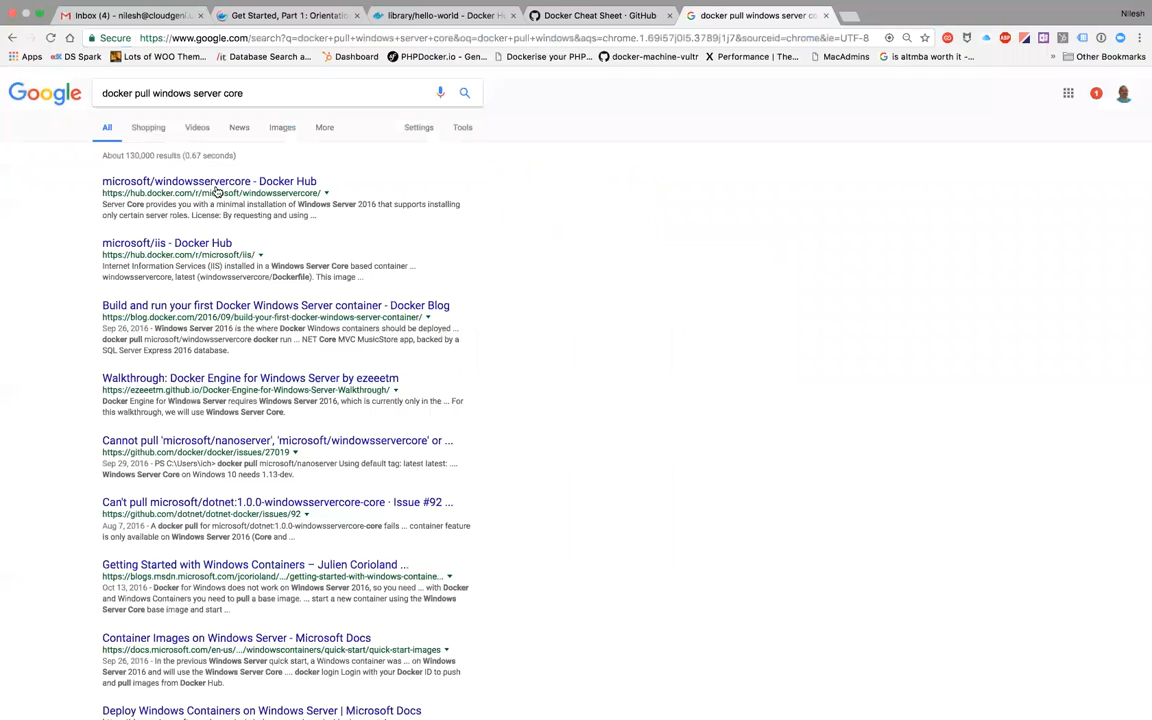 Inbox (4) - nilesh@cloudgeni
Get Started, Part 1: Orientatio
library/hello-world - Docker H
Docker Cheat Sheet · GitHub
docker pull windows server co
Nilesh
Secure
https://www.google.com/search?q=docker+pull+windows+server+core&oq=docker+pull+windows&aqs=chrome.1.69i57j0l5.3789j1j7&sourceid=chrome&ie=UTF-8
Apps
DS Spark
Lots of WOO Them...
Database Search a...
Dashboard
PHPDocker.io - Gen...
Dockerise your PHP...
docker-machine-vultr
Performance | The...
MacAdmins
is altmba worth it -...
»
Other Bookmarks
Google
docker pull windows server core
1
All
Shopping
Videos
News
Images
More
Settings
Tools
About 130,000 results (0.67 seconds)
microsoft/windowsservercore - Docker Hub
https://hub.docker.com/r/microsoft/windowsservercore/
Server Core provides you with a minimal installation of Windows Server 2016 that supports installing
only certain server roles. License: By requesting and using ...
microsoft/iis - Docker Hub
https://hub.docker.com/r/microsoft/iis/
Internet Information Services (IIS) installed in a Windows Server Core based container ...
windowsservercore, latest (windowsservercore/Dockerfile). This image ...
Build and run your first Docker Windows Server container - Docker Blog
https://blog.docker.com/2016/09/build-your-first-docker-windows-server-container/
Sep 26, 2016 - Windows Server 2016 is the where Docker Windows containers should be deployed ...
docker pull microsoft/windowsservercore docker run ... NET Core MVC MusicStore app, backed by a
SQL Server Express 2016 database.
Walkthrough: Docker Engine for Windows Server by ezeeetm
https://ezeeetm.github.io/Docker-Engine-for-Windows-Server-Walkthrough/
Docker Engine for Windows Server requires Windows Server 2016, which is currently only in the ... For
this walkthrough, we will use Windows Server Core.
Cannot pull 'microsoft/nanoserver', 'microsoft/windowsservercore' or ...
https://github.com/docker/docker/issues/27019
Sep 29, 2016 - PS C:\Users\ich> docker pull microsoft/nanoserver Using default tag: latest latest: ....
Windows Server Core on Windows 10 needs 1.13-dev.
Can't pull microsoft/dotnet:1.0.0-windowsservercore-core · Issue #92 ...
https://github.com/dotnet/dotnet-docker/issues/92
Aug 7, 2016 - A docker pull for microsoft/dotnet:1.0.0-windowsservercore-core fails ... container feature
is only available on Windows Server 2016 (Core and ...
Getting Started with Windows Containers – Julien Corioland ...
https://blogs.msdn.microsoft.com/jcorioland/.../getting-started-with-windows-containe...
Oct 13, 2016 - Docker for Windows does not work on Windows Server 2016, so you need ... with Docker
and Windows Containers you need to pull a base image. ... start a new container using the Windows
Server Core base image and start ...
Container Images on Windows Server - Microsoft Docs
https://docs.microsoft.com/en-us/.../windowscontainers/quick-start/quick-start-images
Sep 26, 2016 - In the previous Windows Server quick start, a Windows container was ... on Windows
Server 2016 and will use the Windows Server Core .... docker login Login with your Docker ID to push
and pull images from Docker Hub.
Deploy Windows Containers on Windows Server | Microsoft Docs